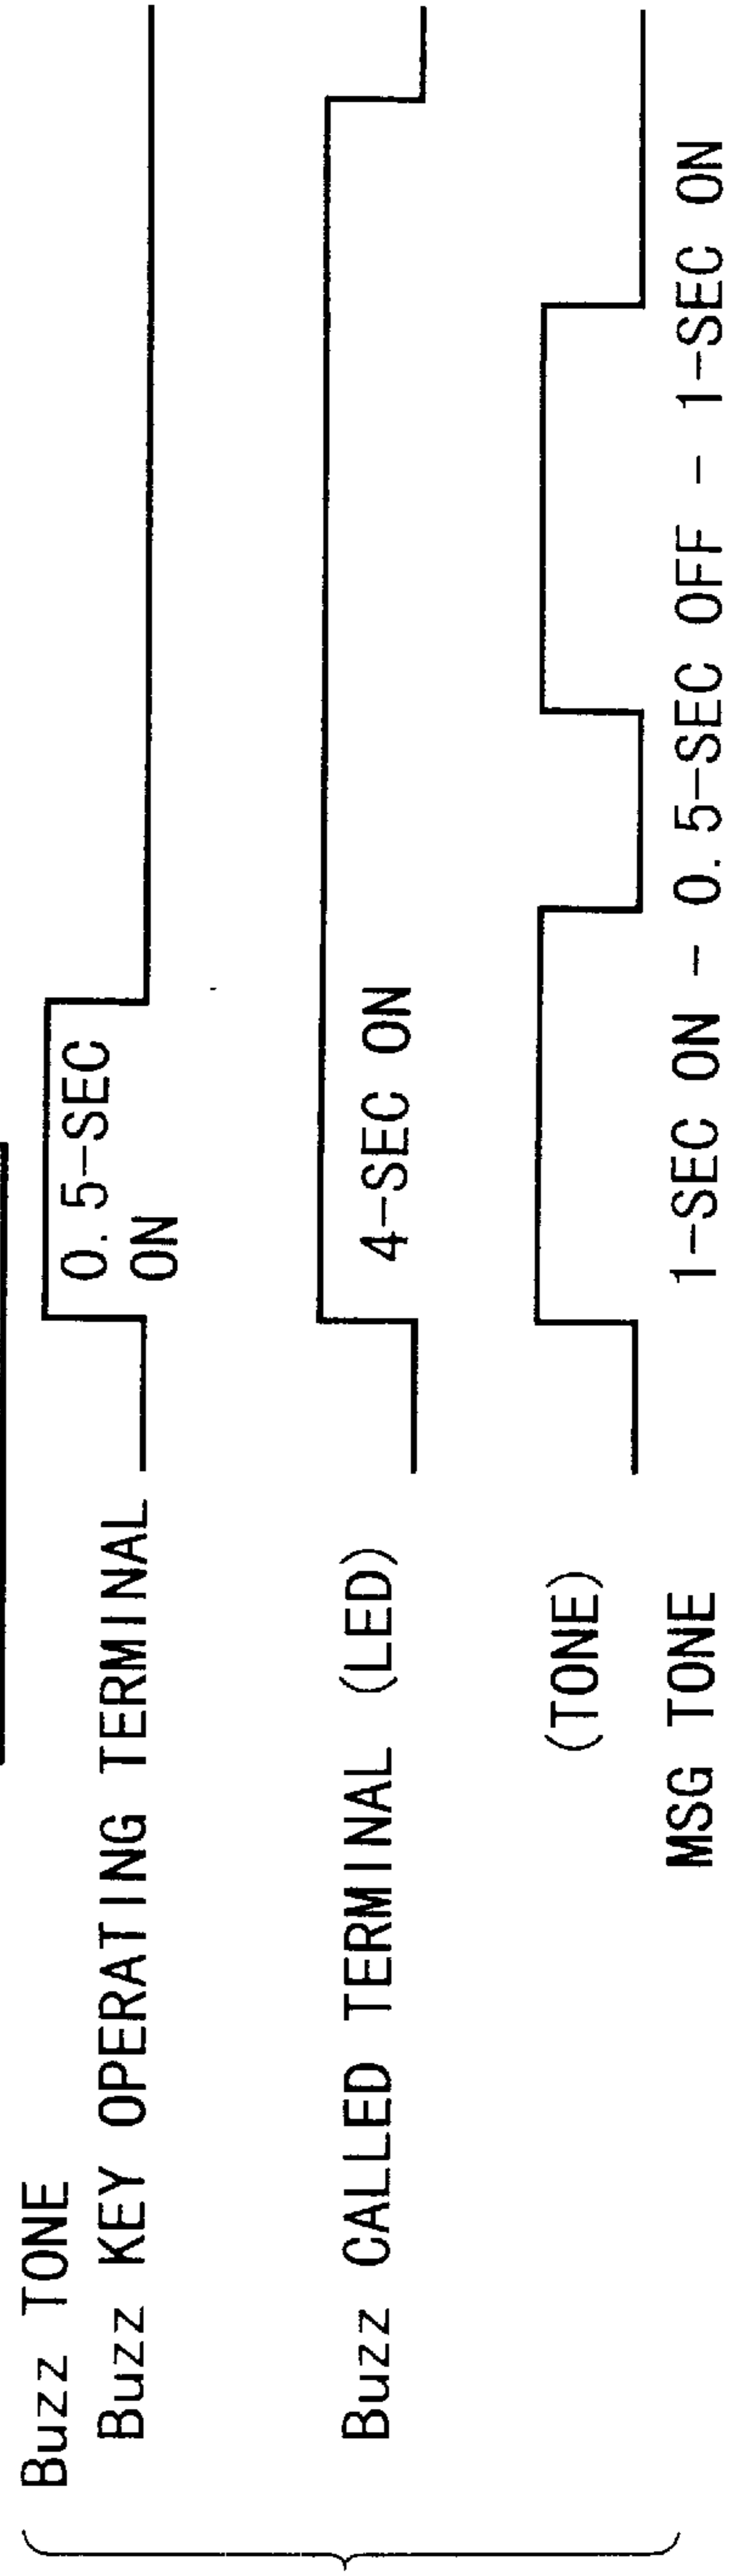 Buzz TONE
Buzz KEY OPERATING TERMINAL
0.5-SEC
ON
Buzz CALLED TERMINAL (LED)
4-SEC ON
(TONE)
MSG TONE
1-SEC ON - 0.5-SEC OFF - 1-SEC ON